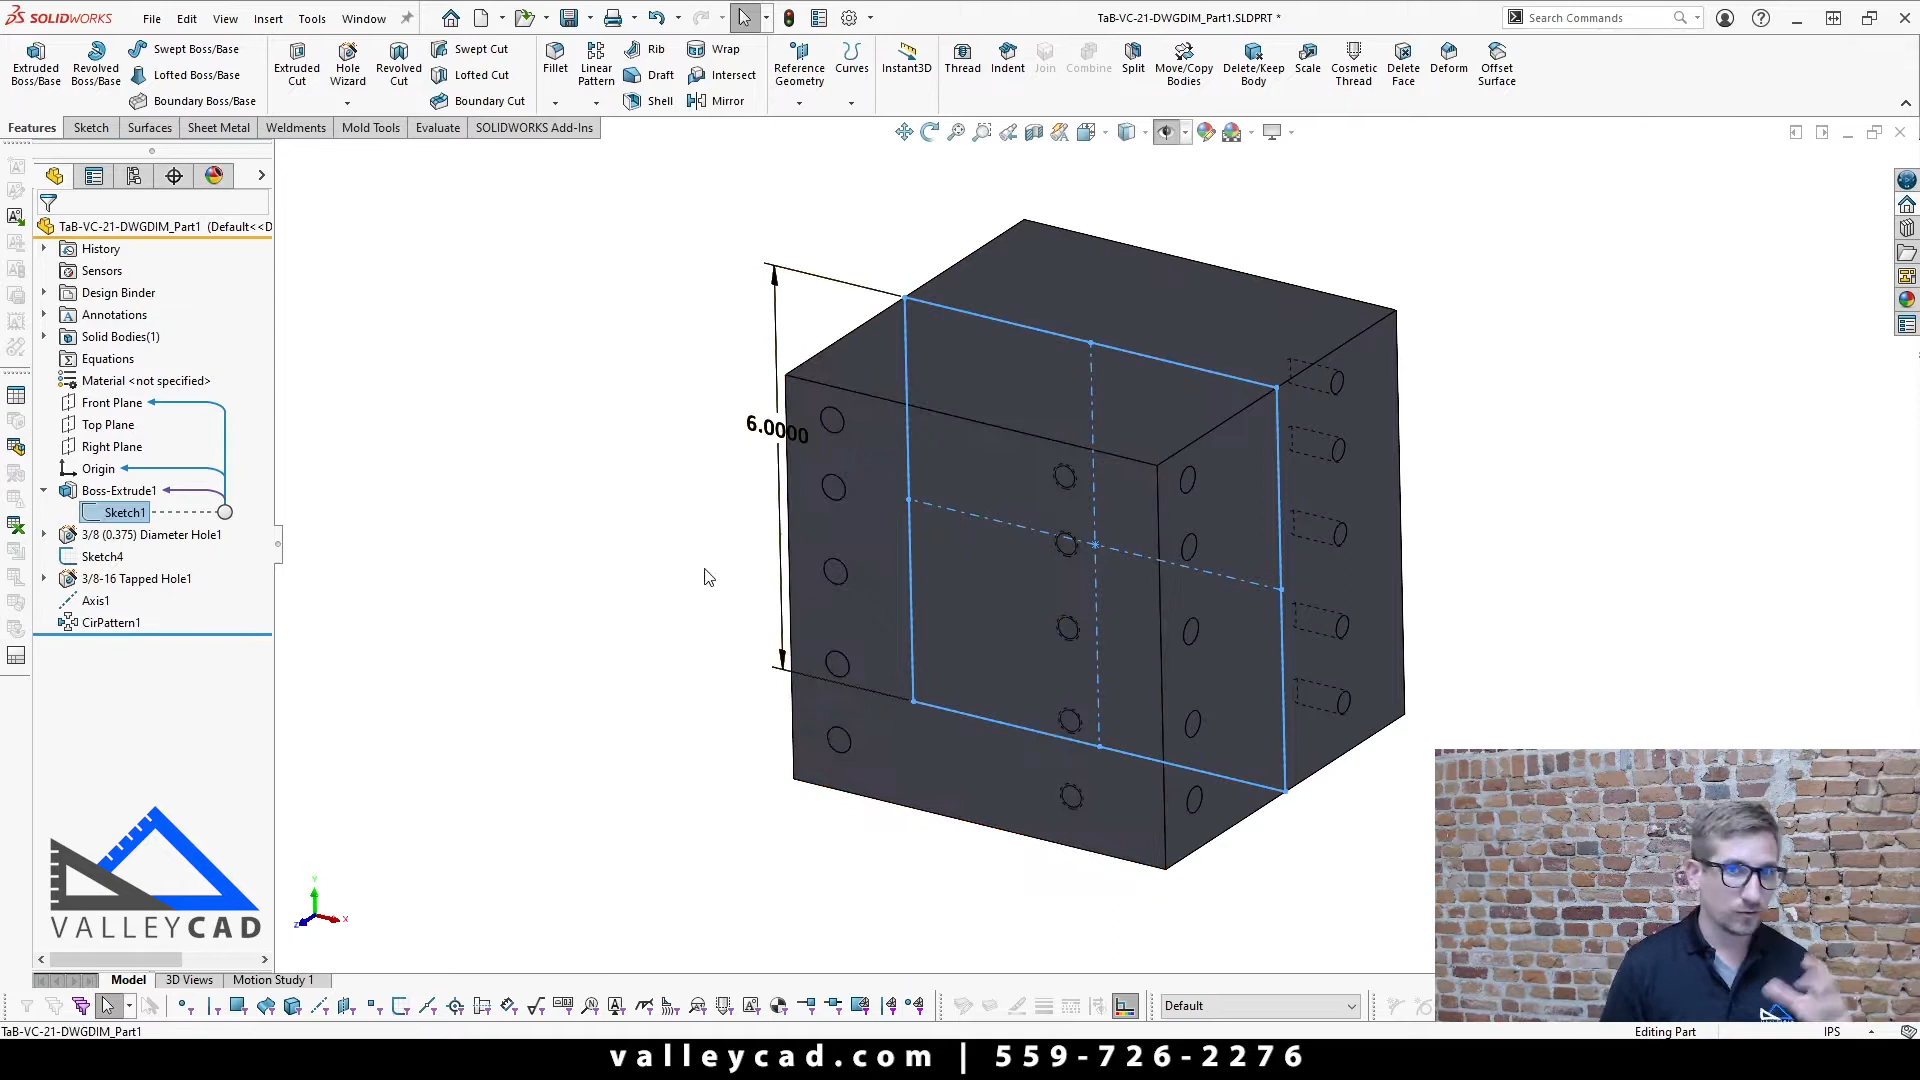 SOLIDWORKS
File
Edit
View
Insert
Tools
Window
TaB-VC-21-DWGDIM_Part1.SLDPRT *
Search Commands
Extruded Boss/Base
Revolved Boss/Base
Swept Boss/Base
Lofted Boss/Base
Boundary Boss/Base
Extruded Cut
Hole Wizard
Revolved Cut
Swept Cut
Lofted Cut
Boundary Cut
Fillet
Linear Pattern
Rib
Draft
Shell
Wrap
Intersect
Mirror
Reference Geometry
Curves
Instant3D
Thread
Indent
Join
Combine
Split
Move/Copy Bodies
Delete/Keep Body
Scale
Cosmetic Thread
Delete Face
Deform
Offset Surface
Features
Sketch
Surfaces
Sheet Metal
Weldments
Mold Tools
Evaluate
SOLIDWORKS Add-Ins
TaB-VC-21-DWGDIM_Part1 (Default<<D
History
Sensors
Design Binder
Annotations
Solid Bodies(1)
Equations
Material <not specified>
Front Plane
Top Plane
Right Plane
Origin
Boss-Extrude1
Sketch1
3/8 (0.375) Diameter Hole1
Sketch4
3/8-16 Tapped Hole1
Axis1
CirPattern1
6.0000
VALLEYCAD
Y
X
Z
Model
3D Views
Motion Study 1
Default
TaB-VC-21-DWGDIM_Part1
Editing Part
IPS
valleycad.com | 559-726-2276